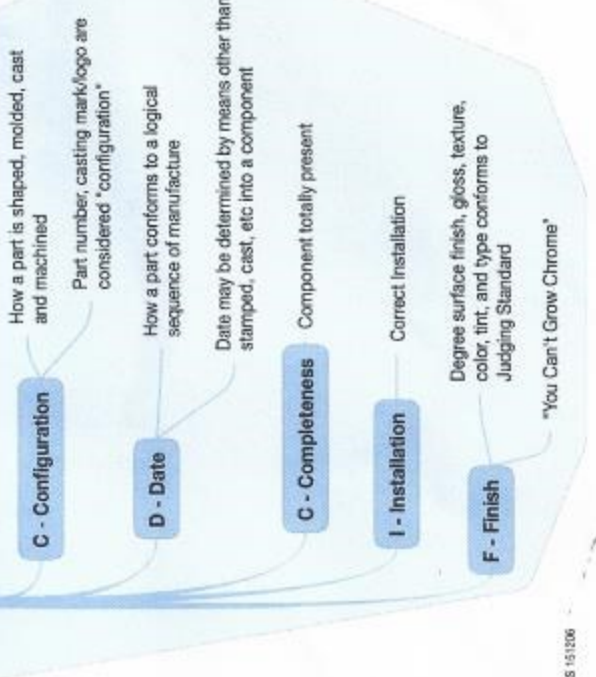 C - Configuration
How a part is shaped, molded, cast
and machined
Part number, casting mark/logo are
considered "configuration"
D - Date
How a part conforms to a logical
sequence of manufacture
Date may be determined by means other than
stamped, cast, etc into a component
C - Completeness
Component totally present
I - Installation
Correct Installation
F - Finish
Degree surface finish, gloss, texture,
color, tint, and type conforms to
Judging Standard
"You Can't Grow Chrome"
S 151206